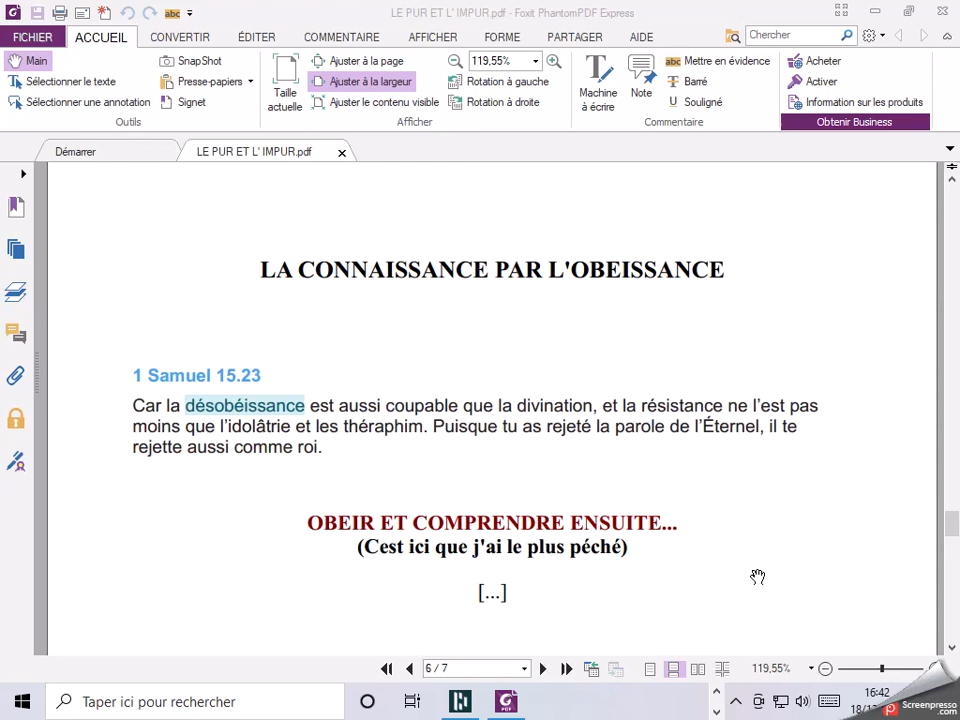 LE PUR ET L' IMPUR.pdf - Foxit PhantomPDF Express
FICHIER ACCUEIL CONVERTIR ÉDITER COMMENTAIRE AFFICHER FORME PARTAGER AIDE Chercher
Main SnapShot Ajuster à la page 119,55% Mettre en évidence Acheter
Sélectionner le texte Presse-papiers Taille actuelle Ajuster à la largeur Rotation à gauche Machine à écrire Note Barré Activer
Sélectionner une annotation Signet Ajuster le contenu visible Rotation à droite Souligné Information sur les produits
Outils Afficher Commentaire Obtenir Business
Démarrer LE PUR ET L' IMPUR.pdf
LA CONNAISSANCE PAR L'OBEISSANCE
1 Samuel 15.23
Car la désobéissance est aussi coupable que la divination, et la résistance ne l’est pas
moins que l’idolâtrie et les théraphim. Puisque tu as rejeté la parole de l’Éternel, il te
rejette aussi comme roi.
OBEIR ET COMPRENDRE ENSUITE...
(Cest ici que j'ai le plus péché)
[...]
6 / 7 119,55%
Taper ici pour rechercher 16:42
18/1
Screenpresso
.com